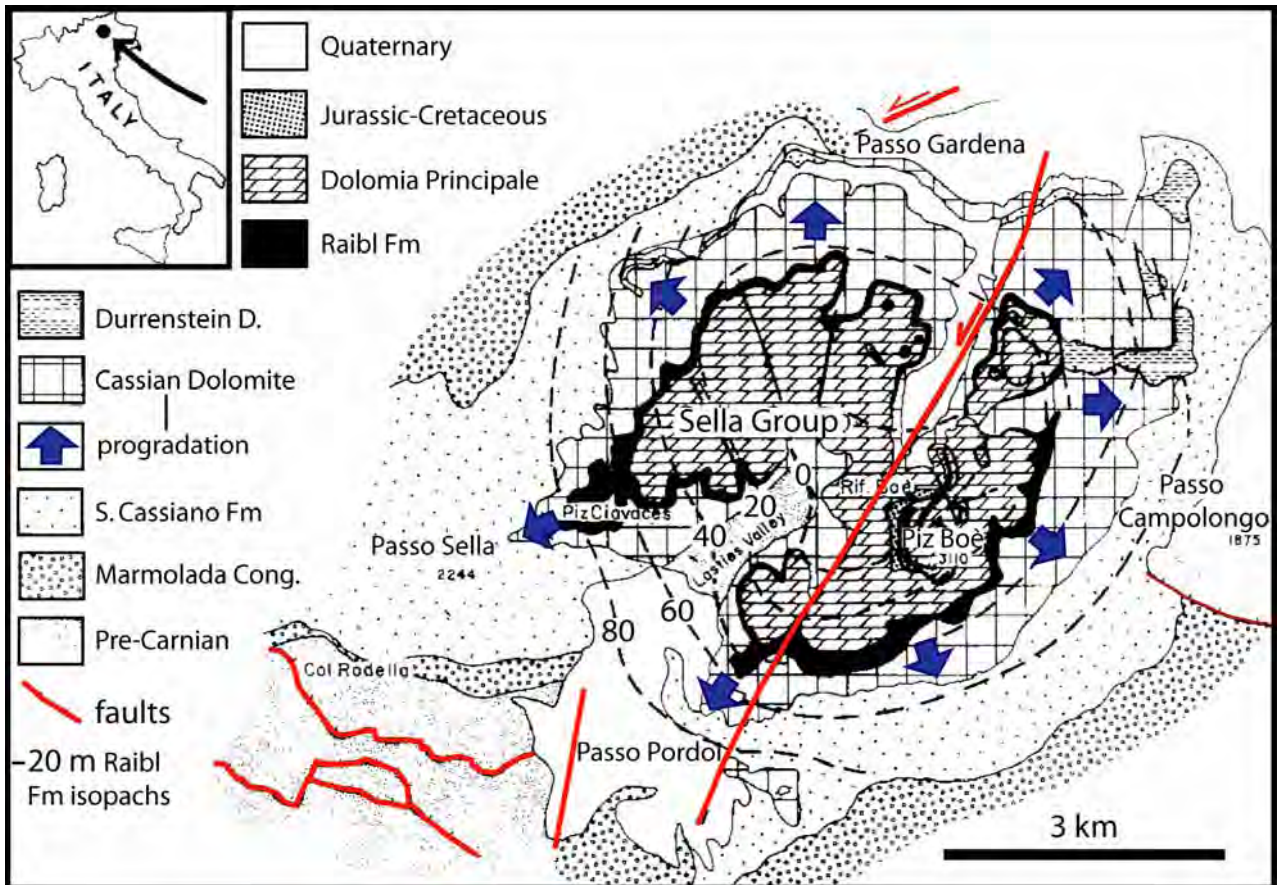 ITALY
Quaternary
Jurassic-Cretaceous
Dolomia Principale
Raibl Fm
Durrenstein D.
Cassian Dolomite
progradation
S. Cassiano Fm
Marmolada Cong.
Pre-Carnian
faults
–20 m Raibl
Fm isopachs
Passo Gardena
Sella Group
0
20
40
60
80
Rif. Boè
Piz Ciavaces
Lasties Valley
Piz Boè
3110
Passo
Campolongo
1875
Passo Sella
2244
Col Rodella
Passo Pordoi
3 km